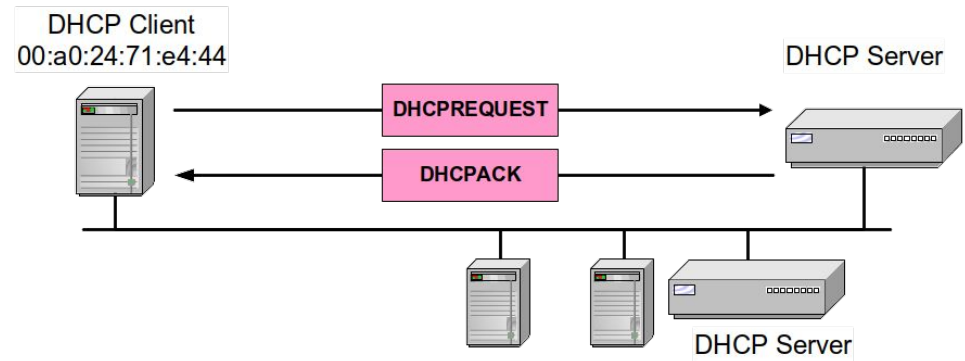 DHCP Client
00:a0:24:71:e4:44
DHCP Server
DHCPREQUEST
DHCPACK
DHCP Server